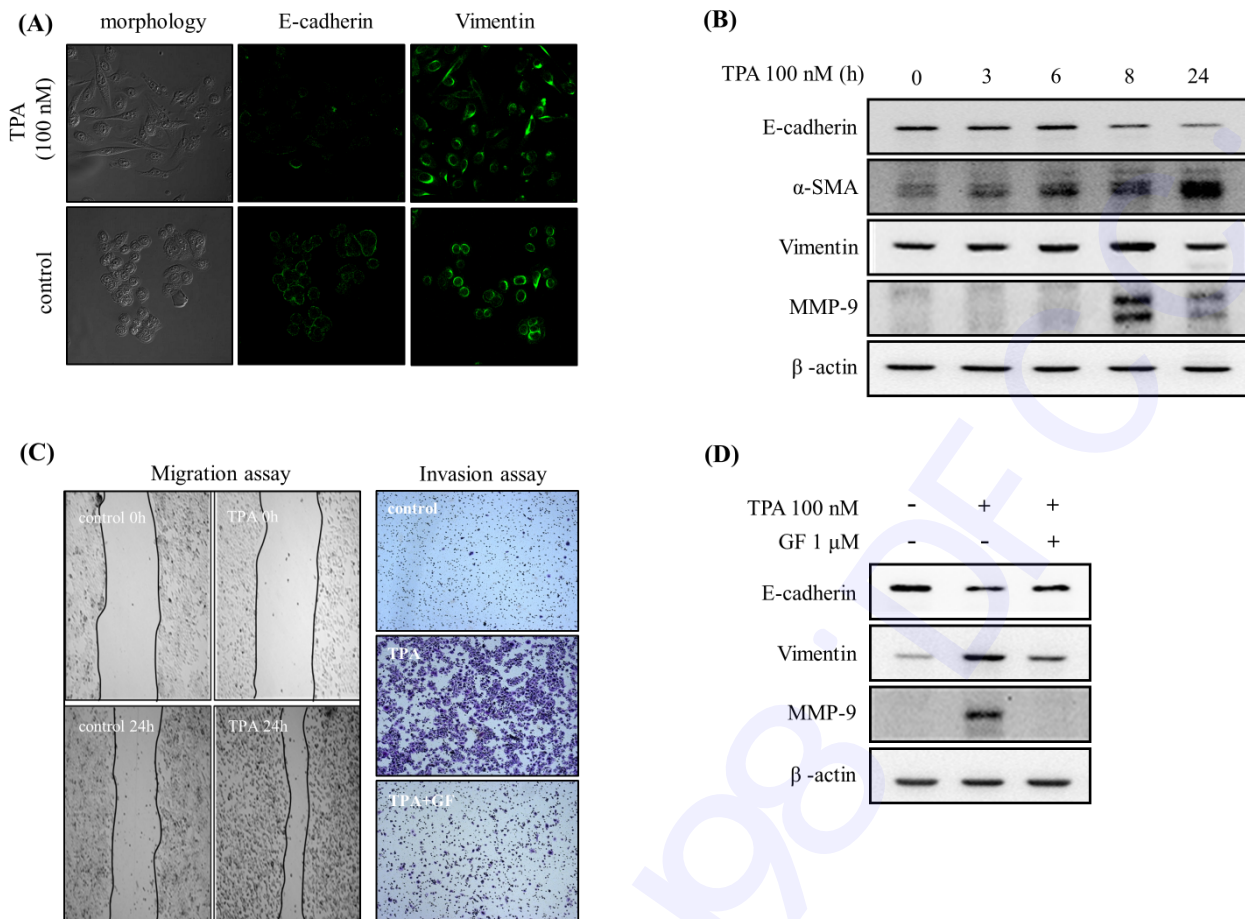 (A)
morphology E-cadherin Vimentin
TPA
(100 nM)
control
(B)
TPA 100 nM (h) 0 3 6 8 24
E-cadherin
α-SMA
Vimentin
MMP-9
β -actin
(C)
Migration assay Invasion assay
control 0h TPA 0h control
TPA
control 24h TPA 24h
TPA+GF
(D)
TPA 100 nM - + +
GF 1 μM - - +
E-cadherin
Vimentin
MMP-9
β -actin